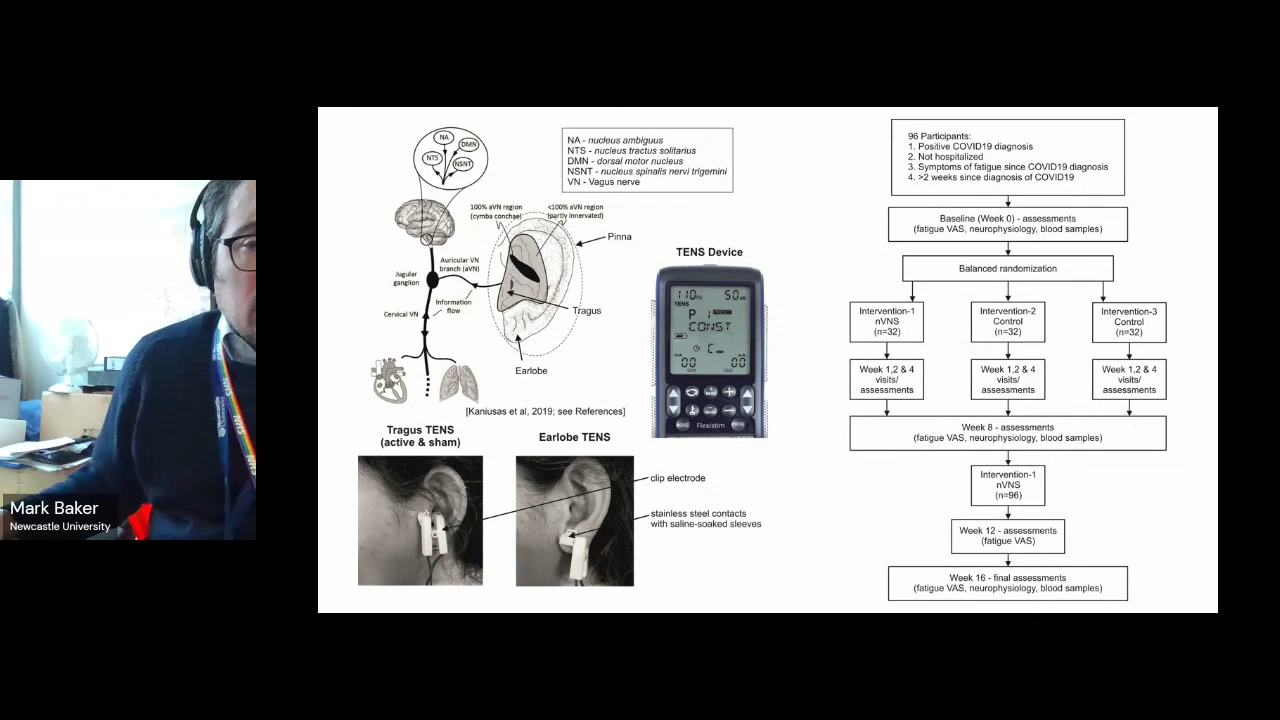 NA
DMN
NTS
NSNT
NA - nucleus ambiguus
NTS - nucleus tractus solitarius
DMN - dorsal motor nucleus
NSNT - nucleus spinalis nervi trigemini
VN - Vagus nerve
100% aVN region
(cymba conchae)
<100% aVN region
(partly innervated)
Pinna
Auricular VN
branch (aVN)
Jugular
ganglion
Information
flow
Cervical VN
Tragus
Earlobe
[Kaniusas et al, 2019; see References]
TENS Device
TENS
CONST
Flexistim
Tragus TENS
(active & sham)
Earlobe TENS
clip electrode
stainless steel contacts
with saline-soaked sleeves
96 Participants:
1. Positive COVID19 diagnosis
2. Not hospitalized
3. Symptoms of fatigue since COVID19 diagnosis
4. >2 weeks since diagnosis of COVID19
Baseline (Week 0) - assessments
(fatigue VAS, neurophysiology, blood samples)
Balanced randomization
Intervention-1
nVNS
(n=32)
Intervention-2
Control
(n=32)
Intervention-3
Control
(n=32)
Week 1,2 & 4
visits/
assessments
Week 1,2 & 4
visits/
assessments
Week 1,2 & 4
visits/
assessments
Week 8 - assessments
(fatigue VAS, neurophysiology, blood samples)
Intervention-1
nVNS
(n=96)
Week 12 - assessments
(fatigue VAS)
Week 16 - final assessments
(fatigue VAS, neurophysiology, blood samples)
Mark Baker
Newcastle University